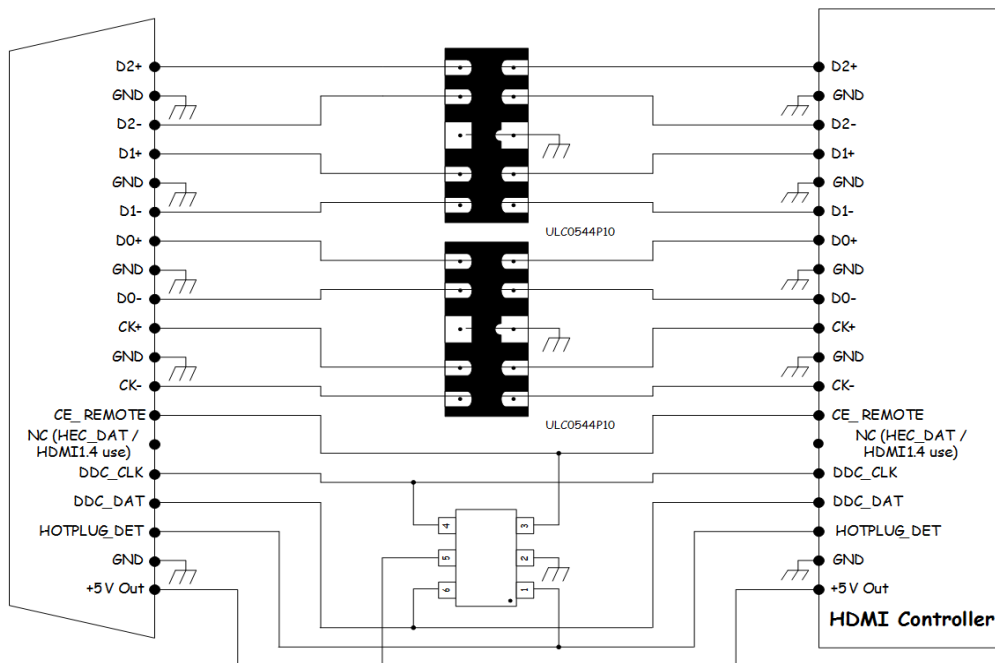 D2+
GND
D2-
D1+
GND
D1-
D0+
GND
D0-
CK+
GND
CK-
CE_REMOTE
NC (HEC_DAT /
HDMI1.4 use)
DDC_CLK
DDC_DAT
HOTPLUG_DET
GND
+5V Out
ULC0544P10
ULC0544P10
4
5
6
3
2
1
D2+
GND
D2-
D1+
GND
D1-
D0+
GND
D0-
CK+
GND
CK-
CE_REMOTE
NC (HEC_DAT /
HDMI1.4 use)
DDC_CLK
DDC_DAT
HOTPLUG_DET
GND
+5V Out
HDMI Controller